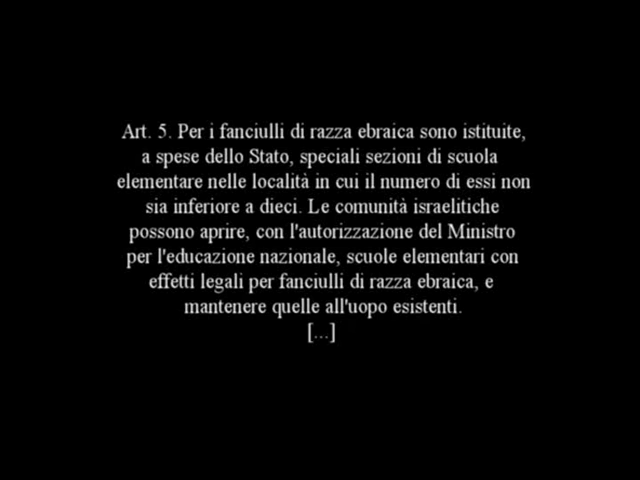 Art. 5. Per i fanciulli di razza ebraica sono istituite,
a spese dello Stato, speciali sezioni di scuola
elementare nelle località in cui il numero di essi non
sia inferiore a dieci. Le comunità israelitiche
possono aprire, con l'autorizzazione del Ministro
per l'educazione nazionale, scuole elementari con
effetti legali per fanciulli di razza ebraica, e
mantenere quelle all'uopo esistenti.
[...]